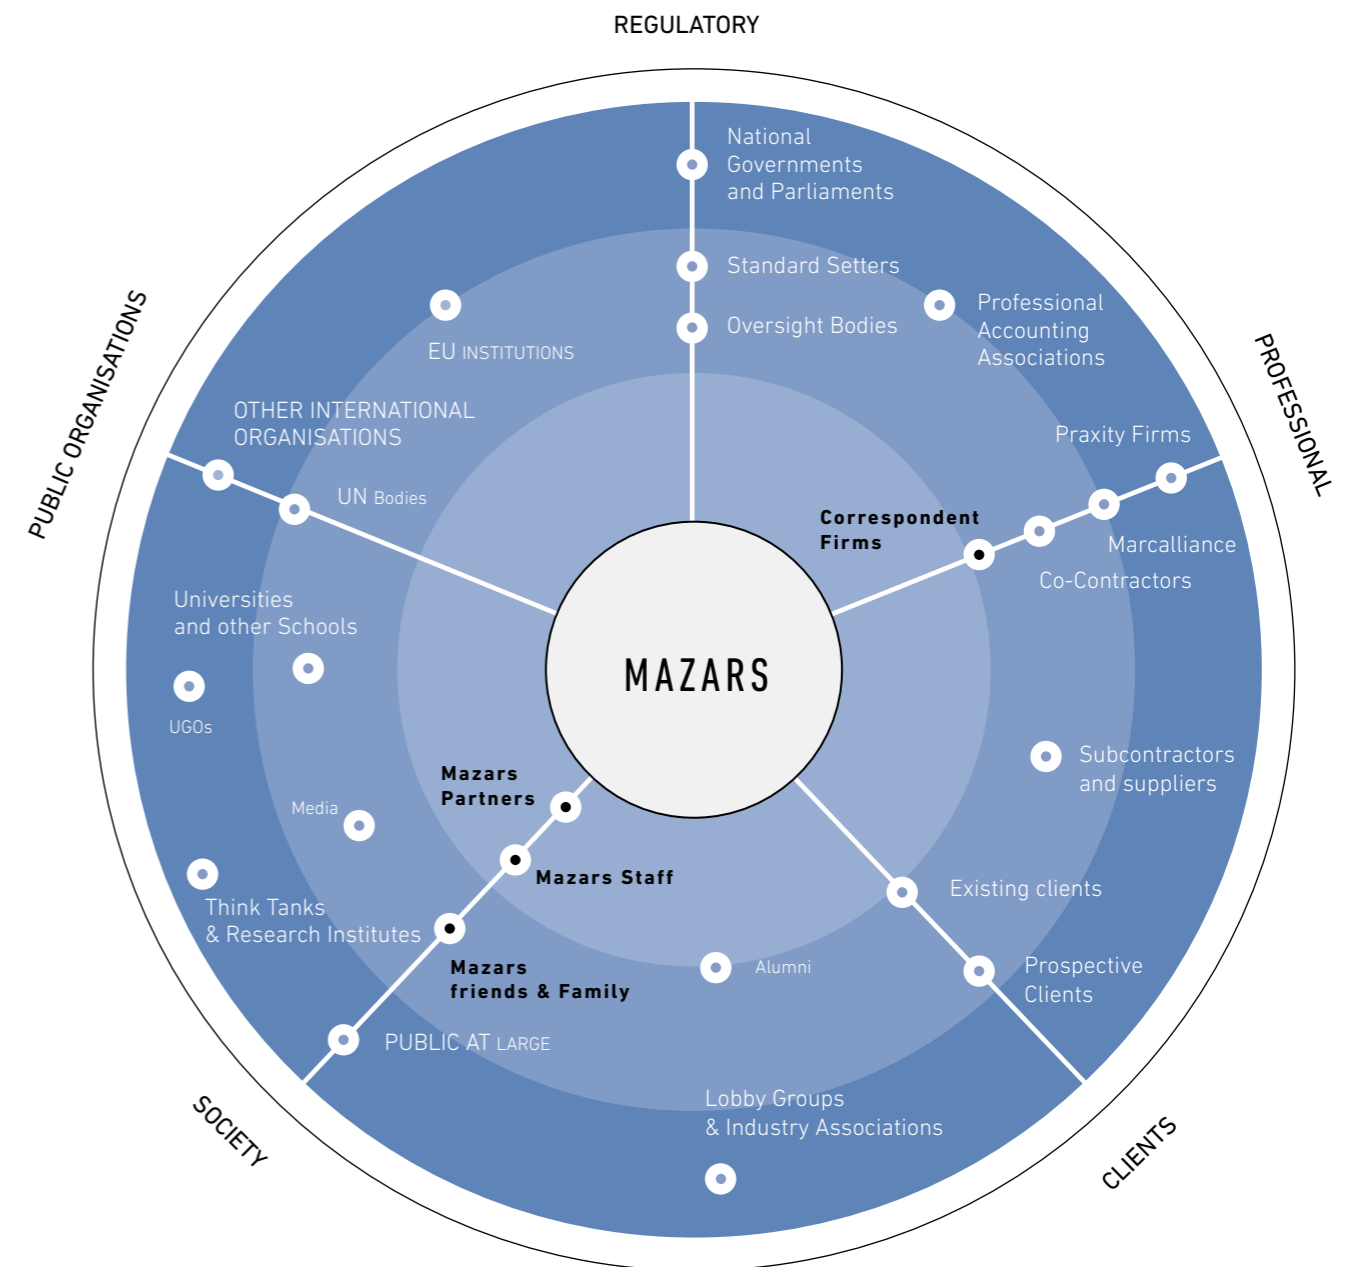 REGULATORY
National
Governments
and Parliaments
Standard Setters
Oversight Bodies
Professional
Accounting
Associations
EU INSTITUTIONS
PUBLIC ORGANISATIONS
PROFESSIONAL
OTHER INTERNATIONAL
ORGANISATIONS
UN Bodies
Praxity Firms
Correspondent
Firms
Marcalliance
Co-Contractors
Universities
and other Schools
UGOs
MAZARS
Mazars
Partners
Media
Subcontractors
and suppliers
Mazars Staff
Existing clients
Think Tanks
& Research Institutes
Mazars
friends & Family
Alumni
Prospective
Clients
PUBLIC AT LARGE
Lobby Groups
& Industry Associations
SOCIETY
CLIENTS